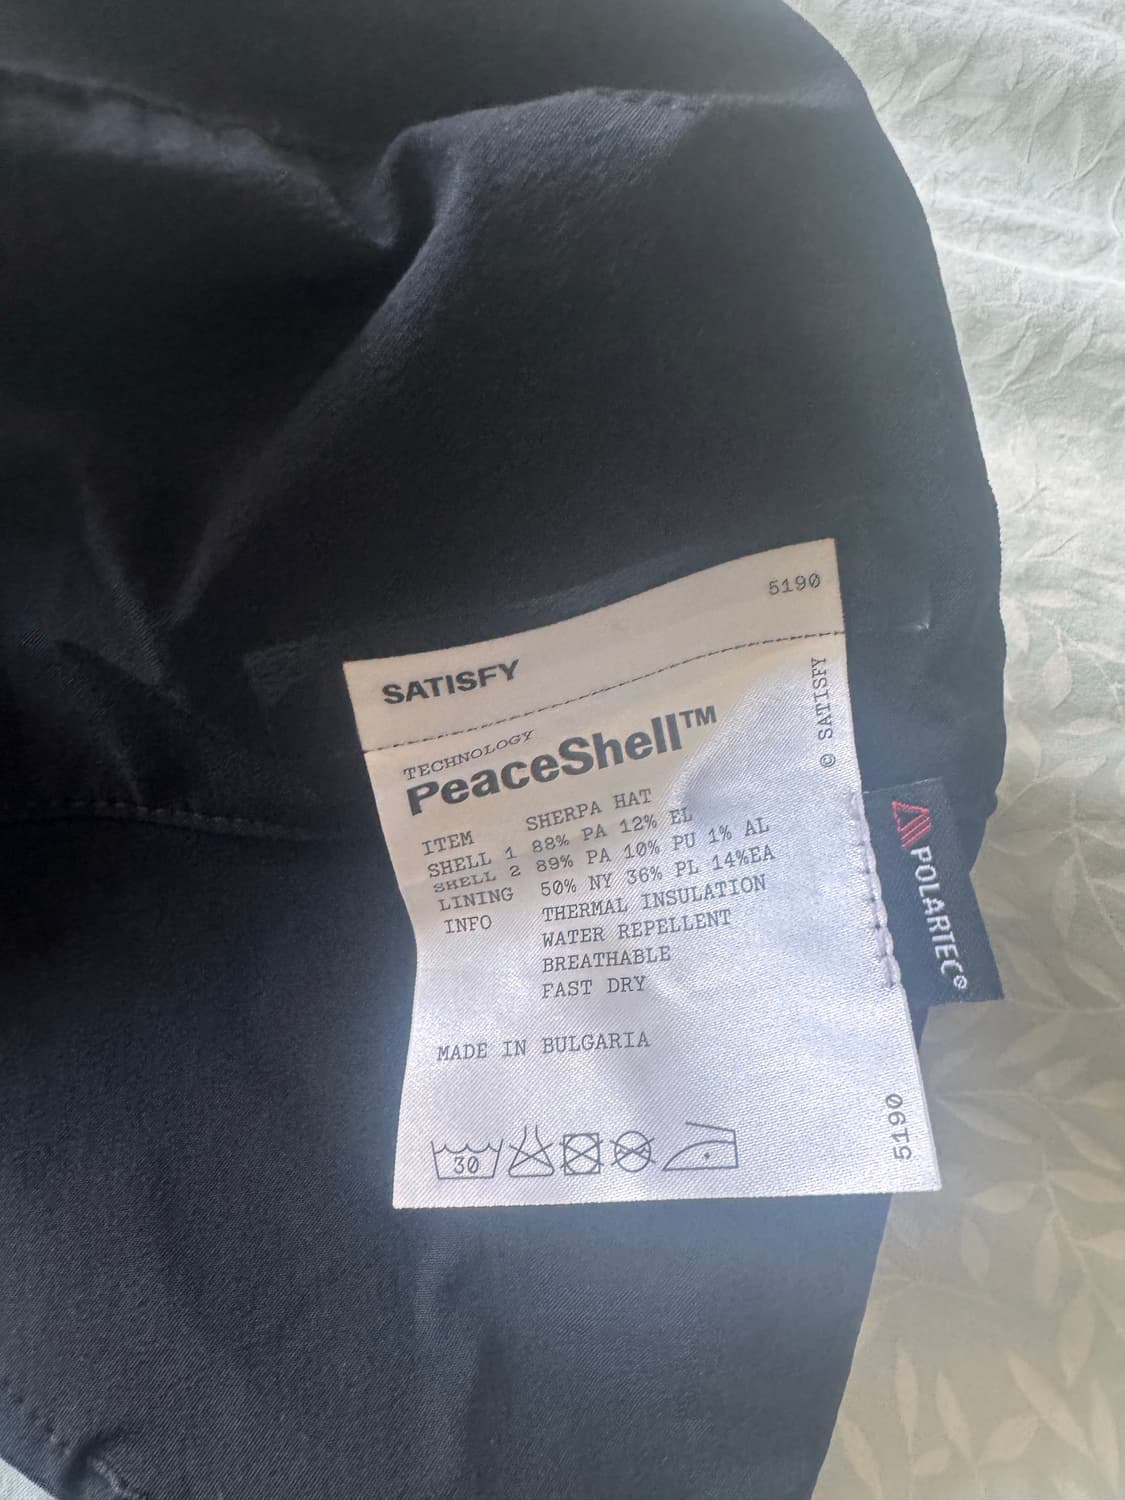 5190
SATISFY
TECHNOLOGY
PeaceShell™
© SATISFY
ITEM SHERPA HAT
SHELL 1 88% PA 12% EL
SHELL 2 89% PA 10% PU 1% AL
LINING 50% NY 36% PL 14%EA
INFO THERMAL INSULATION
WATER REPELLENT
BREATHABLE
FAST DRY
MADE IN BULGARIA
30
5190
POLARTEC®